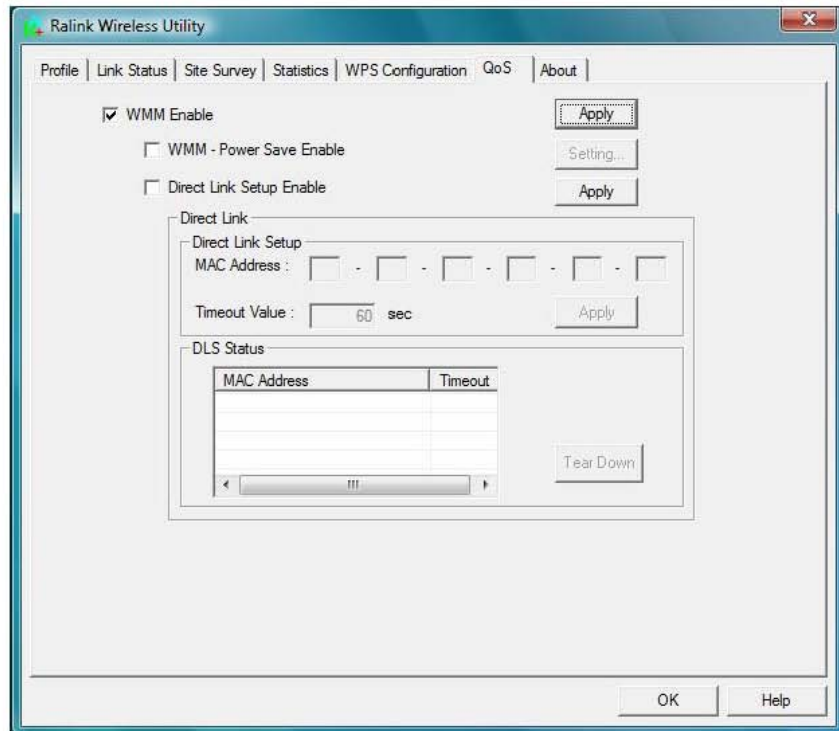 Ralink Wireless Utility
Profile Link Status Site Survey Statistics WPS Configuration QoS About
WMM Enable Apply
WMM - Power Save Enable Setting...
Direct Link Setup Enable Apply
Direct Link
Direct Link Setup
MAC Address : - - - - -
Timeout Value : 60 sec Apply
DLS Status
MAC Address Timeout
Tear Down
OK Help